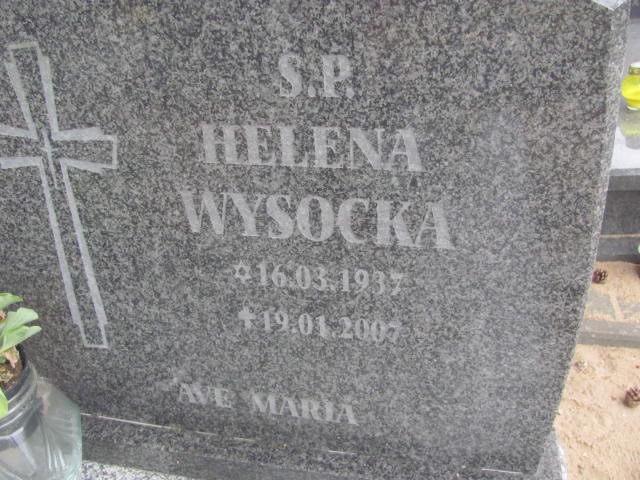 Ś.P.
HELENA
WYSOCKA
16.03.1937
19.01.2007
AVE MARIA